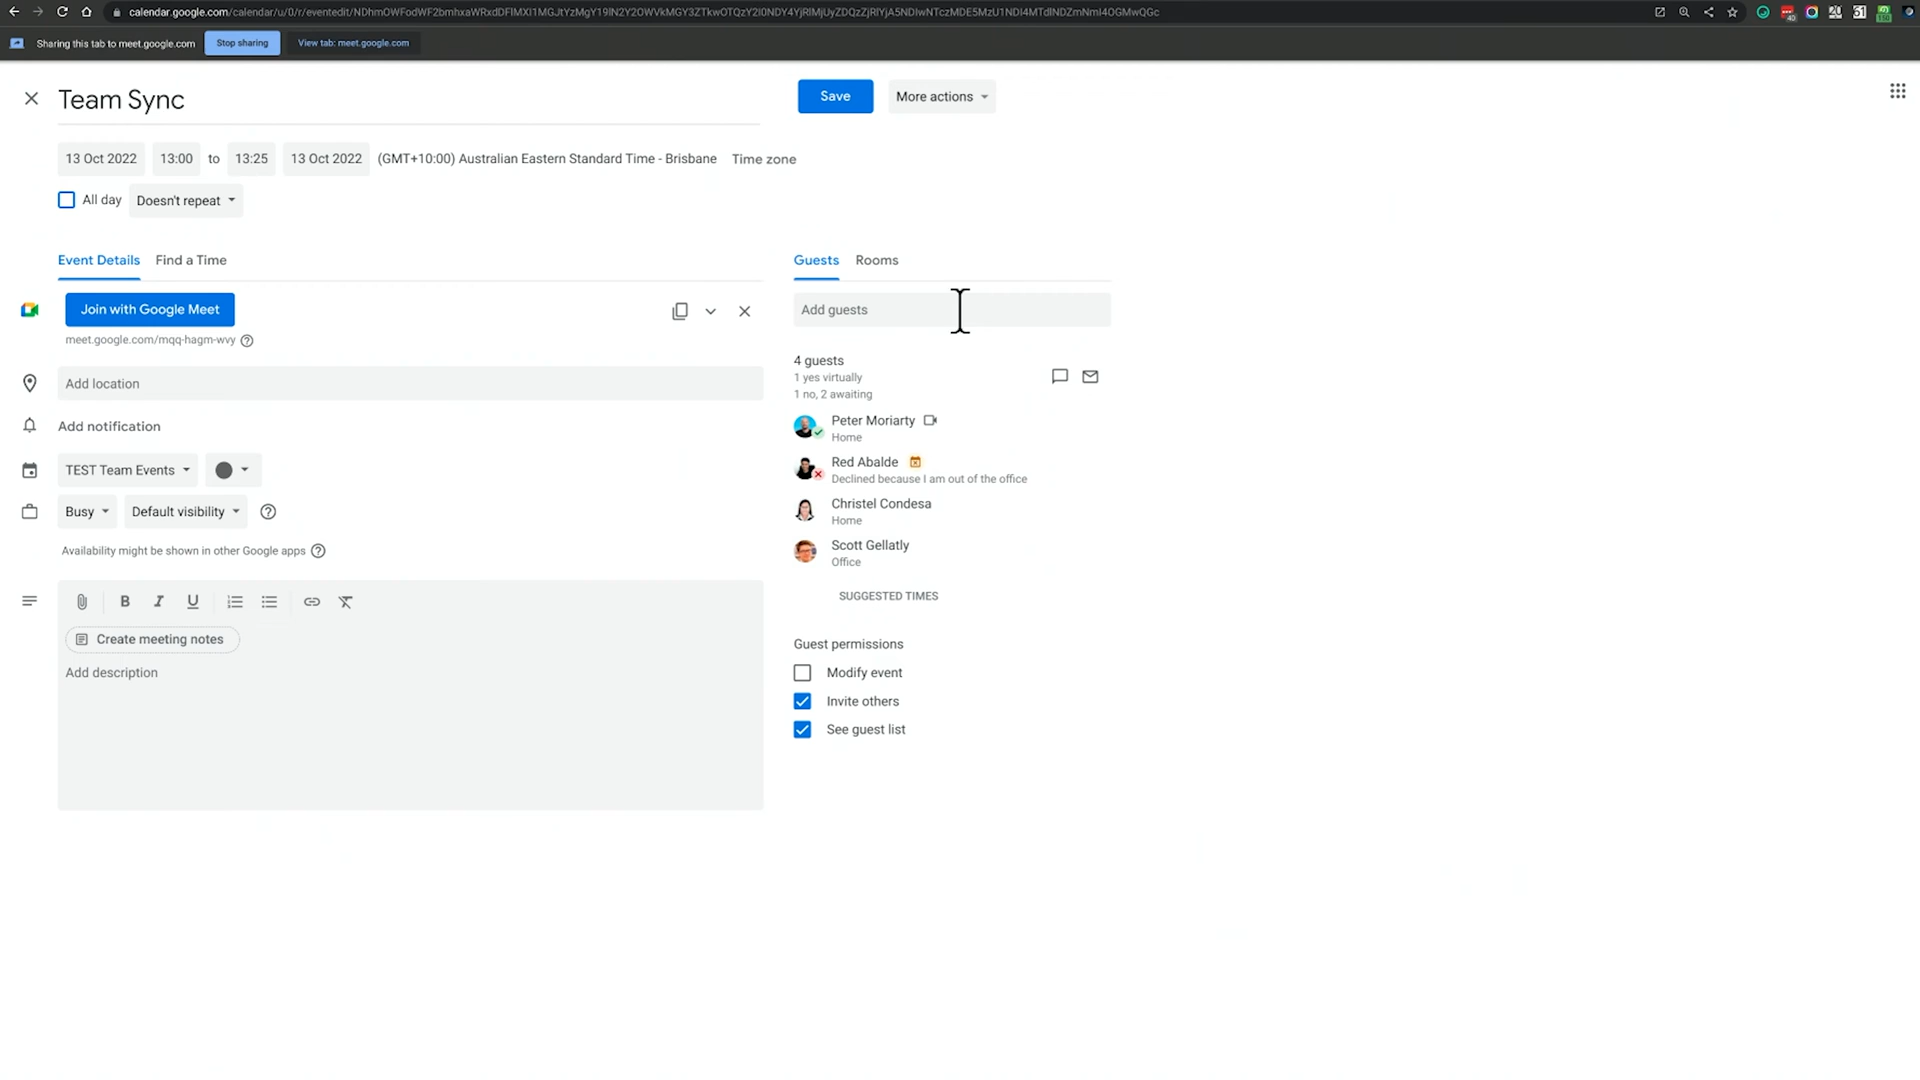 calendar.google.com/calendar/u/0/r/eventedit/
Sharing this tab to meet.google.com
Stop sharing
View tab: meet.google.com
Team Sync
Save
More actions
13 Oct 2022
13:00
to
13:25
13 Oct 2022
(GMT+10:00) Australian Eastern Standard Time - Brisbane
Time zone
All day
Doesn't repeat
Event Details
Find a Time
Guests
Rooms
Join with Google Meet
meet.google.com/mqq-hagm-wvy
Add guests
4 guests
1 yes virtually
1 no, 2 awaiting
Add location
Peter Moriarty
Home
Add notification
Red Abalde
Declined because I am out of the office
TEST Team Events
Christel Condesa
Home
Busy
Default visibility
Scott Gellatly
Office
Availability might be shown in other Google apps
SUGGESTED TIMES
Create meeting notes
Add description
Guest permissions
Modify event
Invite others
See guest list